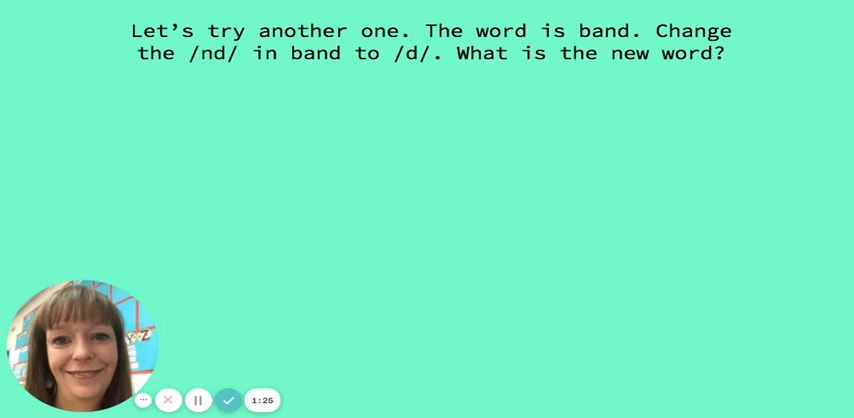 Let’s try another one. The word is band. Change
the /nd/ in band to /d/. What is the new word?
1:25